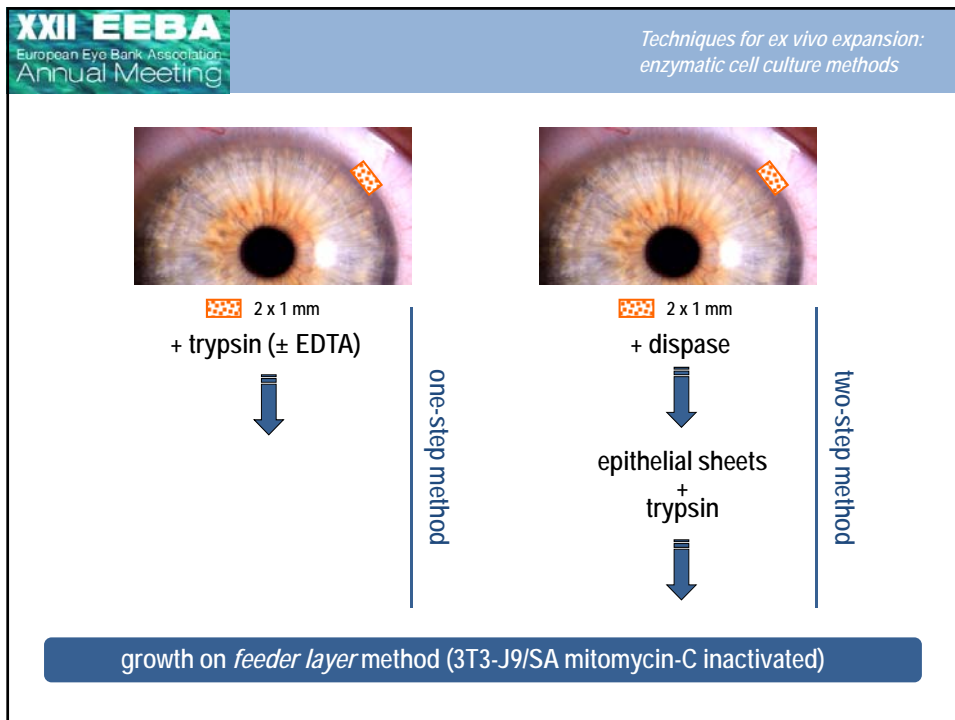 XXII EEBA
European Eye Bank Association
Annual Meeting
Techniques for ex vivo expansion:
enzymatic cell culture methods
2 x 1 mm
+ trypsin (± EDTA)
one-step method
2 x 1 mm
+ dispase
epithelial sheets
+
trypsin
two-step method
growth on feeder layer method (3T3-J9/SA mitomycin-C inactivated)